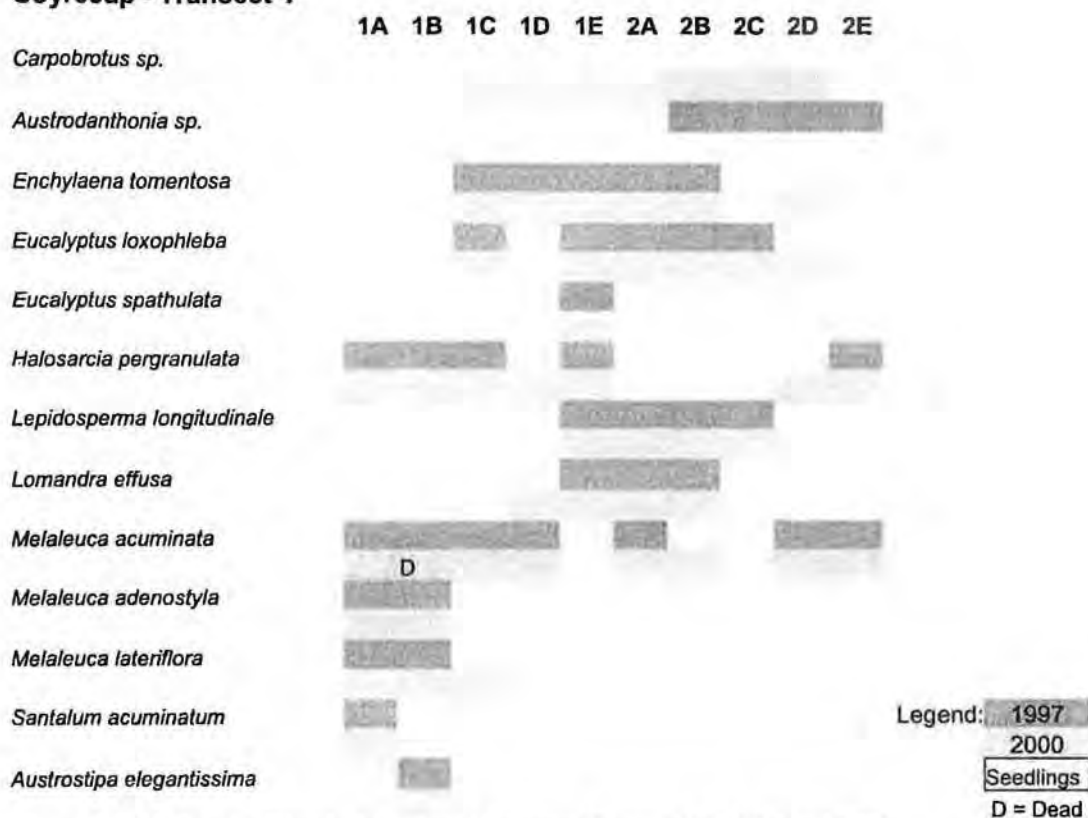 1A 1B 1C 1D 1E 2A 2B 2C 2D 2E
Carpobrotus sp.
Austrodanthonia sp.
Enchylaena tomentosa
Eucalyptus loxophleba
Eucalyptus spathulata
Halosarcia pergranulata
Lepidosperma longitudinale
Lomandra effusa
Melaleuca acuminata
D
Melaleuca adenostyla
Melaleuca lateriflora
Santalum acuminatum
Legend: 1997
2000
Austrostipa elegantissima
Seedlings
D = Dead